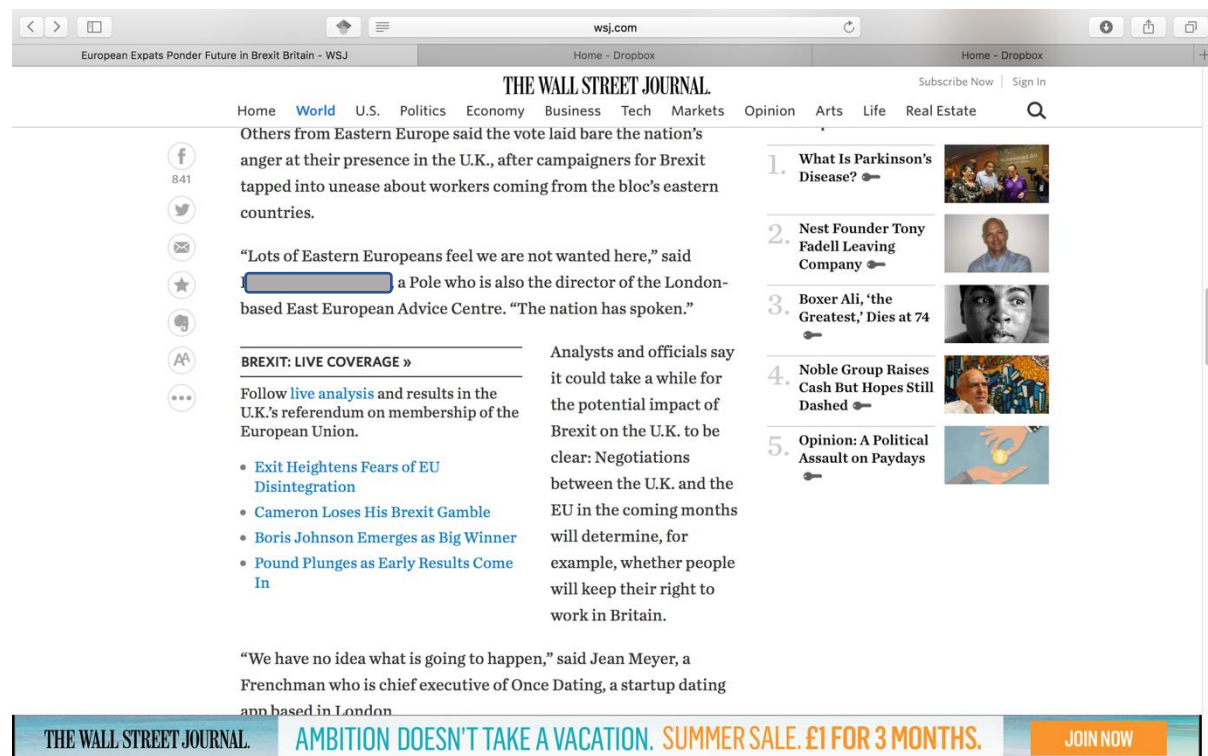 wsj.com
European Expats Ponder Future in Brexit Britain - WSJ
Home - Dropbox
Home - Dropbox
THE WALL STREET JOURNAL.
Subscribe Now | Sign In
Home World U.S. Politics Economy Business Tech Markets Opinion Arts Life Real Estate
841
Others from Eastern Europe said the vote laid bare the nation’s
anger at their presence in the U.K., after campaigners for Brexit
tapped into unease about workers coming from the bloc’s eastern
countries.
“Lots of Eastern Europeans feel we are not wanted here,” said
, a Pole who is also the director of the London-
based East European Advice Centre. “The nation has spoken.”
BREXIT: LIVE COVERAGE »
Follow live analysis and results in the
U.K.’s referendum on membership of the
European Union.
• Exit Heightens Fears of EU
Disintegration
• Cameron Loses His Brexit Gamble
• Boris Johnson Emerges as Big Winner
• Pound Plunges as Early Results Come
In
Analysts and officials say
it could take a while for
the potential impact of
Brexit on the U.K. to be
clear: Negotiations
between the U.K. and the
EU in the coming months
will determine, for
example, whether people
will keep their right to
work in Britain.
“We have no idea what is going to happen,” said Jean Meyer, a
Frenchman who is chief executive of Once Dating, a startup dating
app based in London.
1. What Is Parkinson’s
Disease?
2. Nest Founder Tony
Fadell Leaving
Company
3. Boxer Ali, ‘the
Greatest,’ Dies at 74
4. Noble Group Raises
Cash But Hopes Still
Dashed
5. Opinion: A Political
Assault on Paydays
AA
THE WALL STREET JOURNAL.
AMBITION DOESN’T TAKE A VACATION. SUMMER SALE. £1 FOR 3 MONTHS.
JOIN NOW